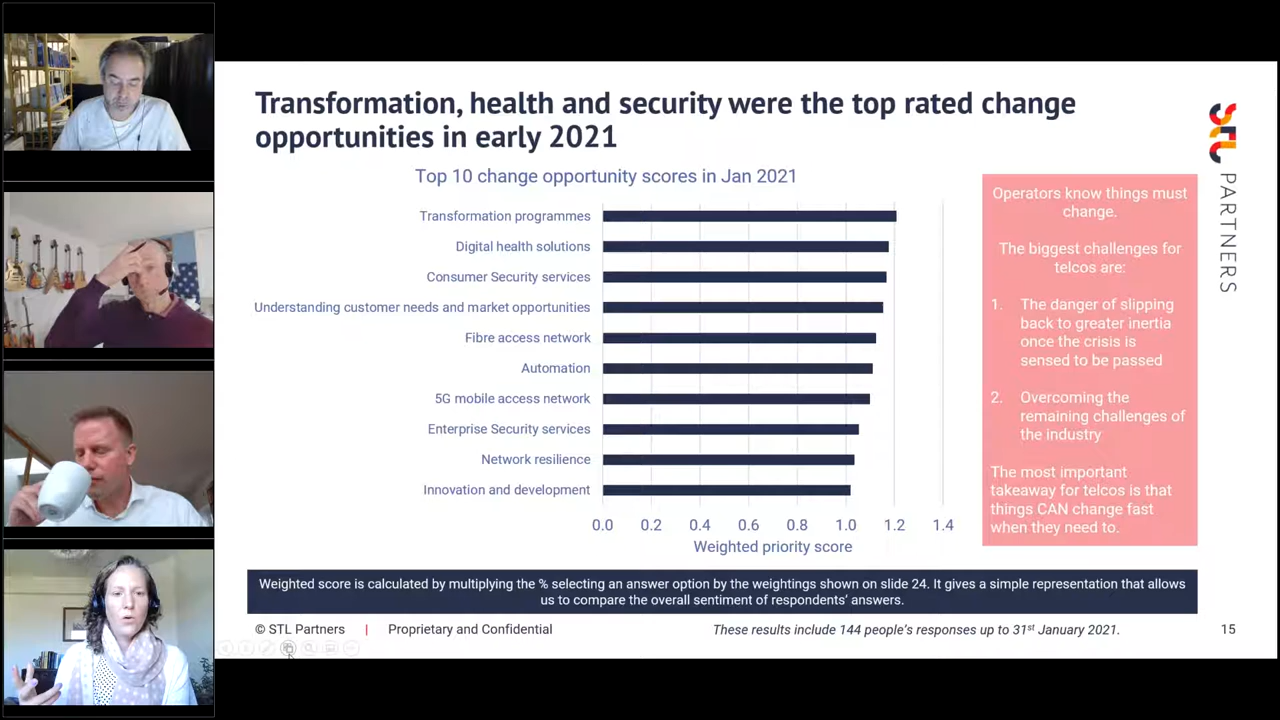 Transformation, health and security were the top rated change
opportunities in early 2021
Top 10 change opportunity scores in Jan 2021
Transformation programmes
Digital health solutions
Consumer Security services
Understanding customer needs and market opportunities
Fibre access network
Automation
5G mobile access network
Enterprise Security services
Network resilience
Innovation and development
0.0 0.2 0.4 0.6 0.8 1.0 1.2 1.4
Weighted priority score
Operators know things must
change.
The biggest challenges for
telcos are:
1. The danger of slipping
back to greater inertia
once the crisis is
sensed to be passed
2. Overcoming the
remaining challenges of
the industry
The most important
takeaway for telcos is that
things CAN change fast
when they need to.
STL PARTNERS
Weighted score is calculated by multiplying the % selecting an answer option by the weightings shown on slide 24. It gives a simple representation that allows
us to compare the overall sentiment of respondents' answers.
© STL Partners | Proprietary and Confidential
These results include 144 people's responses up to 31st January 2021.
15